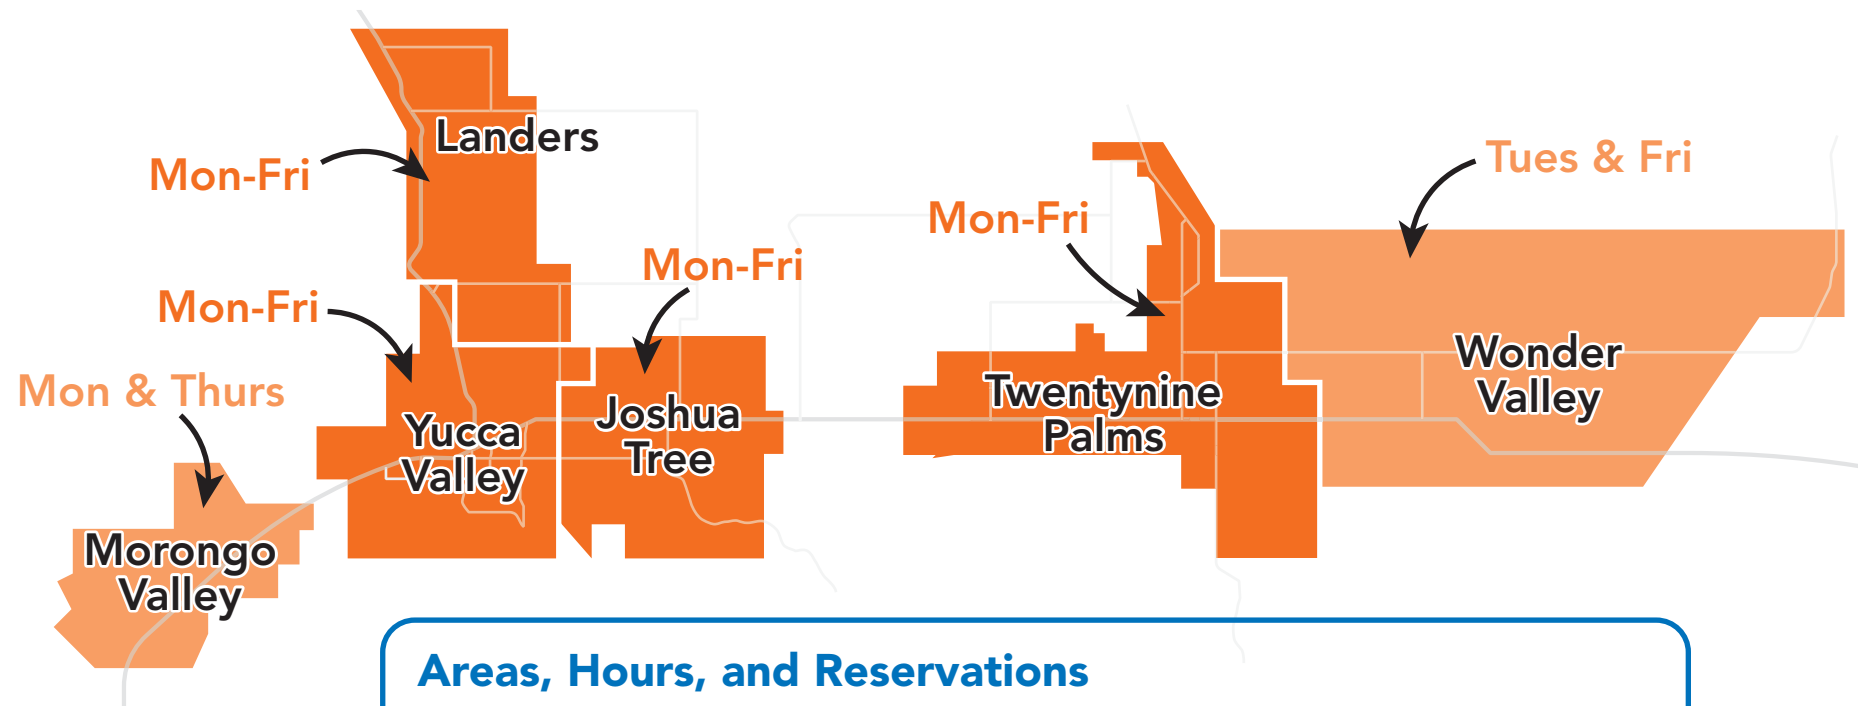 Landers
Mon-Fri
Tues & Fri
Mon-Fri
Mon-Fri
Mon-Fri
Mon & Thurs
Wonder
Valley
Twentynine
Palms
Joshua
Tree
Yucca
Valley
Morongo
Valley
Areas, Hours, and Reservations